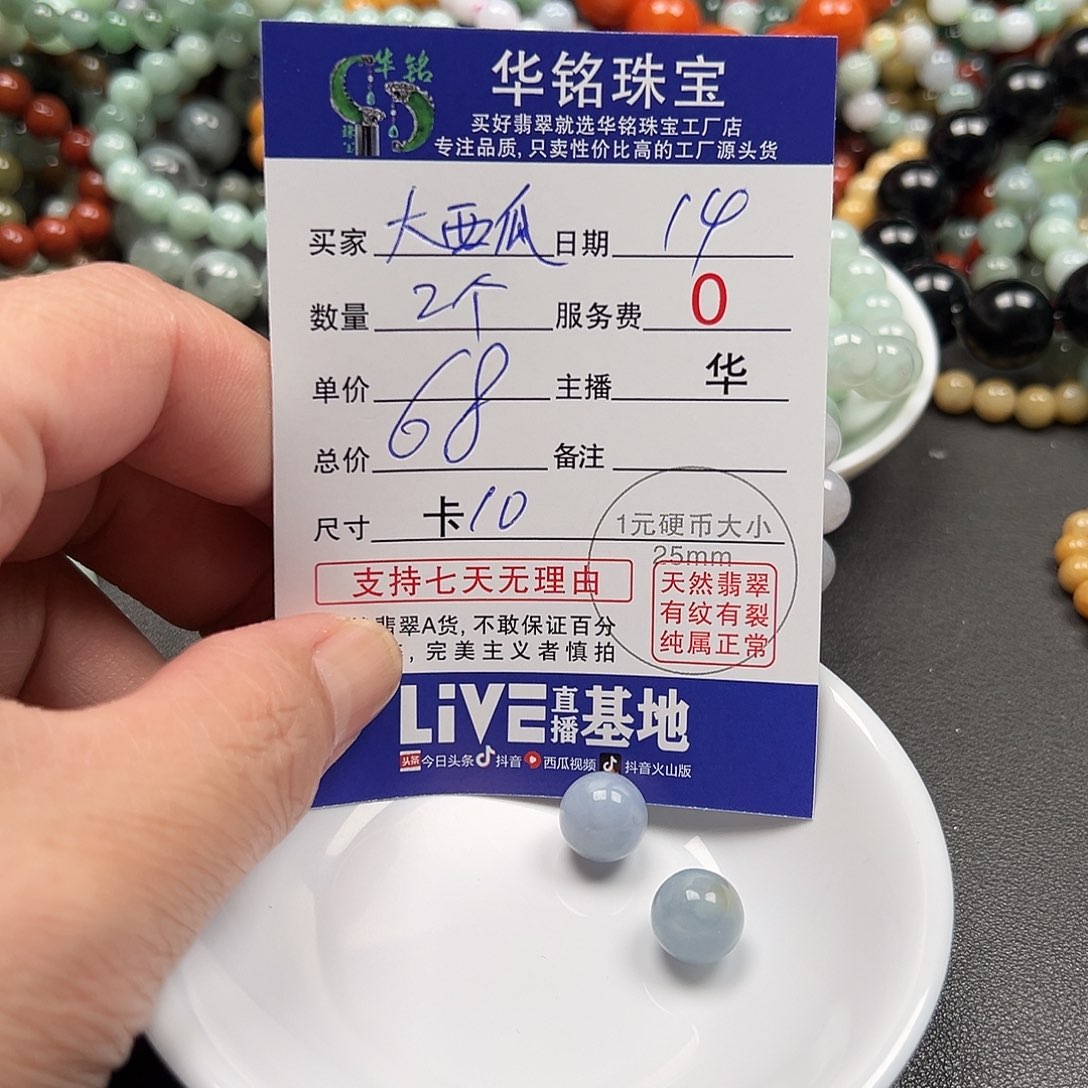 华铭
珠宝
华铭珠宝
买好翡翠就选华铭珠宝工厂店
专注品质,只卖性价比高的工厂源头货
买家 大西瓜 日期 14
数量 2个 服务费 0
单价 68 主播 华
总价 备注
尺寸 卡10 1元硬币大小
25mm
支持七天无理由
天然翡翠
有纹有裂
纯属正常
翡翠A货,不敢保证百分
,完美主义者慎拍
LiVE直播基地
头条 今日头条 抖音 西瓜视频 抖音火山版